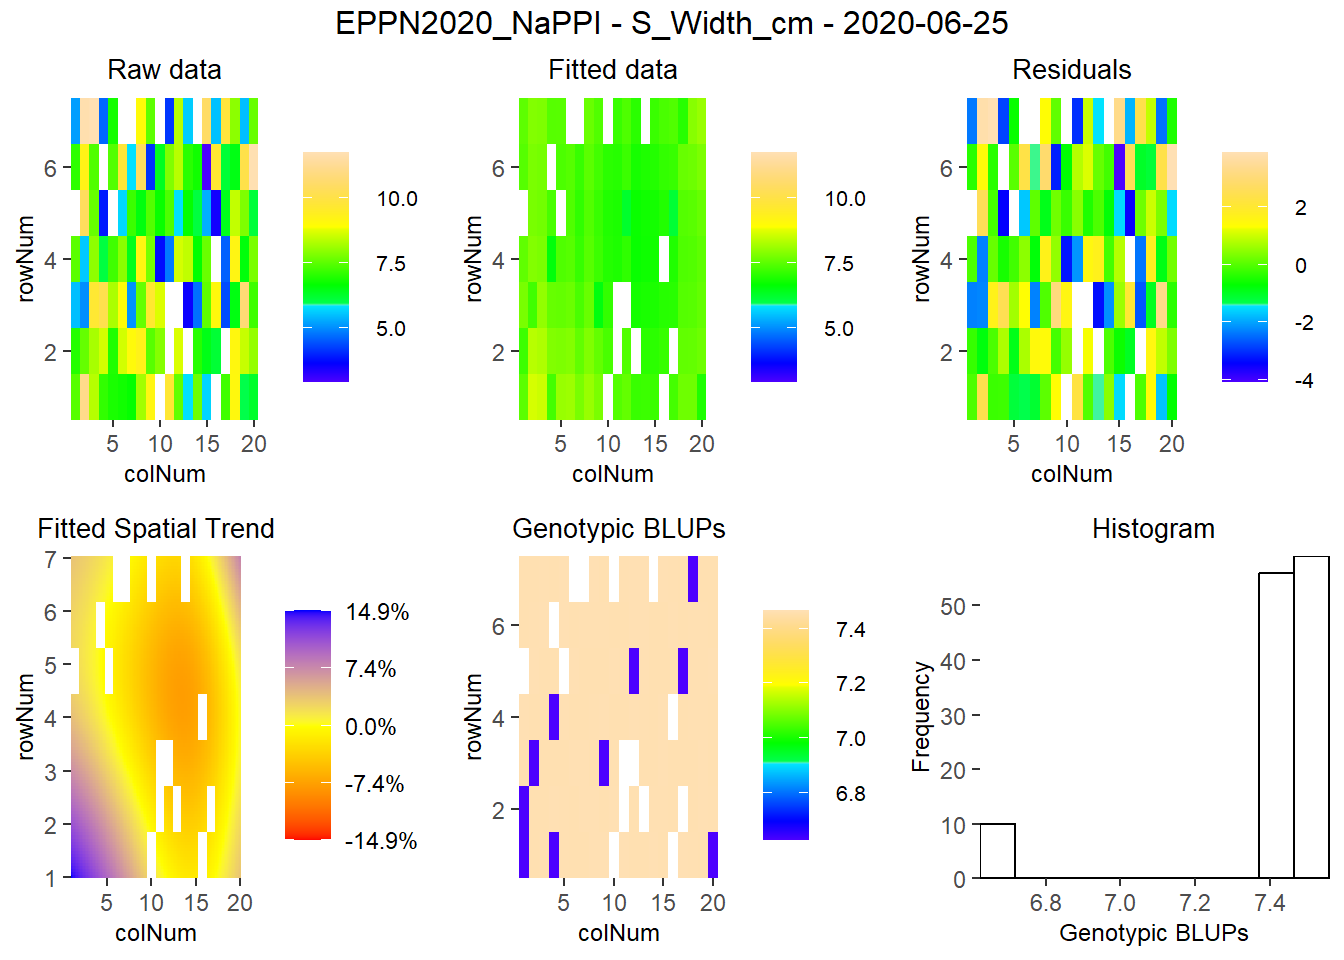 EPPN2020_NaPPI - S_Width_cm - 2020-06-25
Raw data
rowNum
6
4
2
5 10 15 20
colNum
10.0
7.5
5.0
Fitted data
rowNum
6
4
2
5 10 15 20
colNum
10.0
7.5
5.0
Residuals
rowNum
6
4
2
5 10 15 20
colNum
2
0
-2
-4
Fitted Spatial Trend
rowNum
7
6
5
4
3
2
1
5 10 15 20
colNum
14.9%
7.4%
0.0%
-7.4%
-14.9%
Genotypic BLUPs
rowNum
6
4
2
5 10 15 20
colNum
7.4
7.2
7.0
6.8
Histogram
Frequency
50
40
30
20
10
0
6.8 7.0 7.2 7.4
Genotypic BLUPs